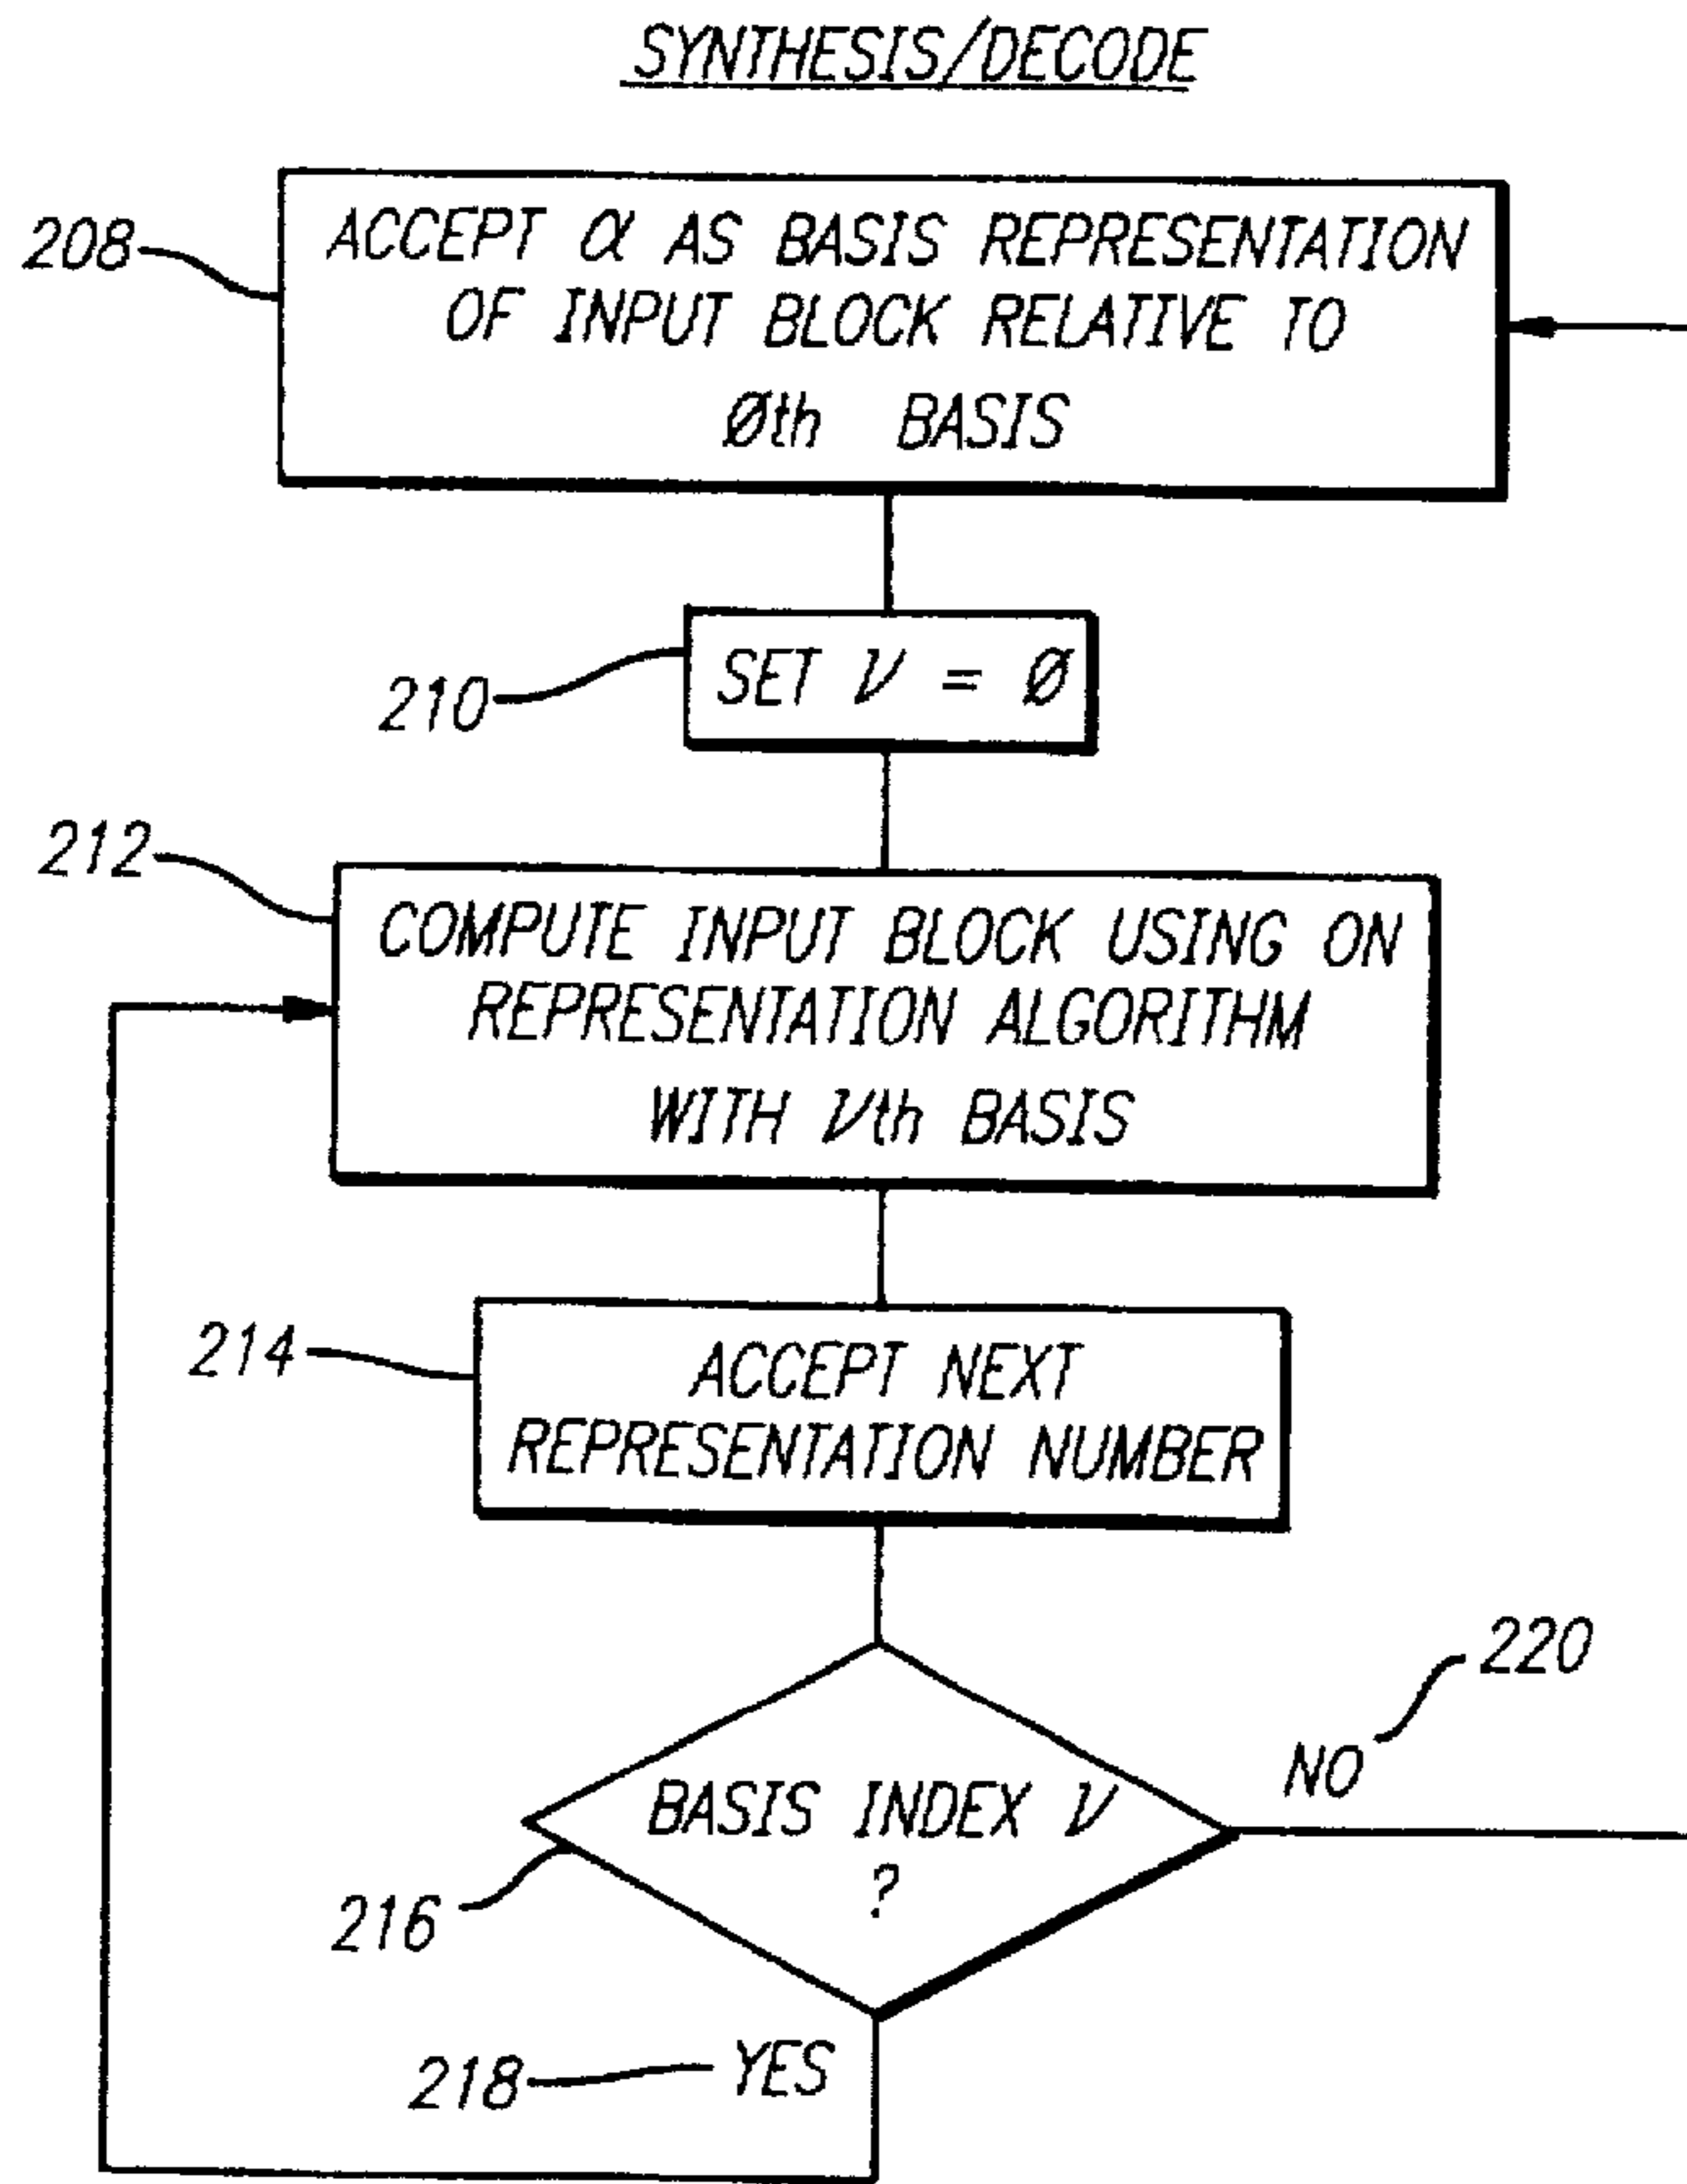 SYNTHESIS/DECODE
208
ACCEPT α AS BASIS REPRESENTATION
OF INPUT BLOCK RELATIVE TO
0th BASIS
210
SET ν = 0
212
COMPUTE INPUT BLOCK USING ON
REPRESENTATION ALGORITHM
WITH νth BASIS
214
ACCEPT NEXT
REPRESENTATION NUMBER
220
NO
BASIS INDEX ν
?
216
218
YES